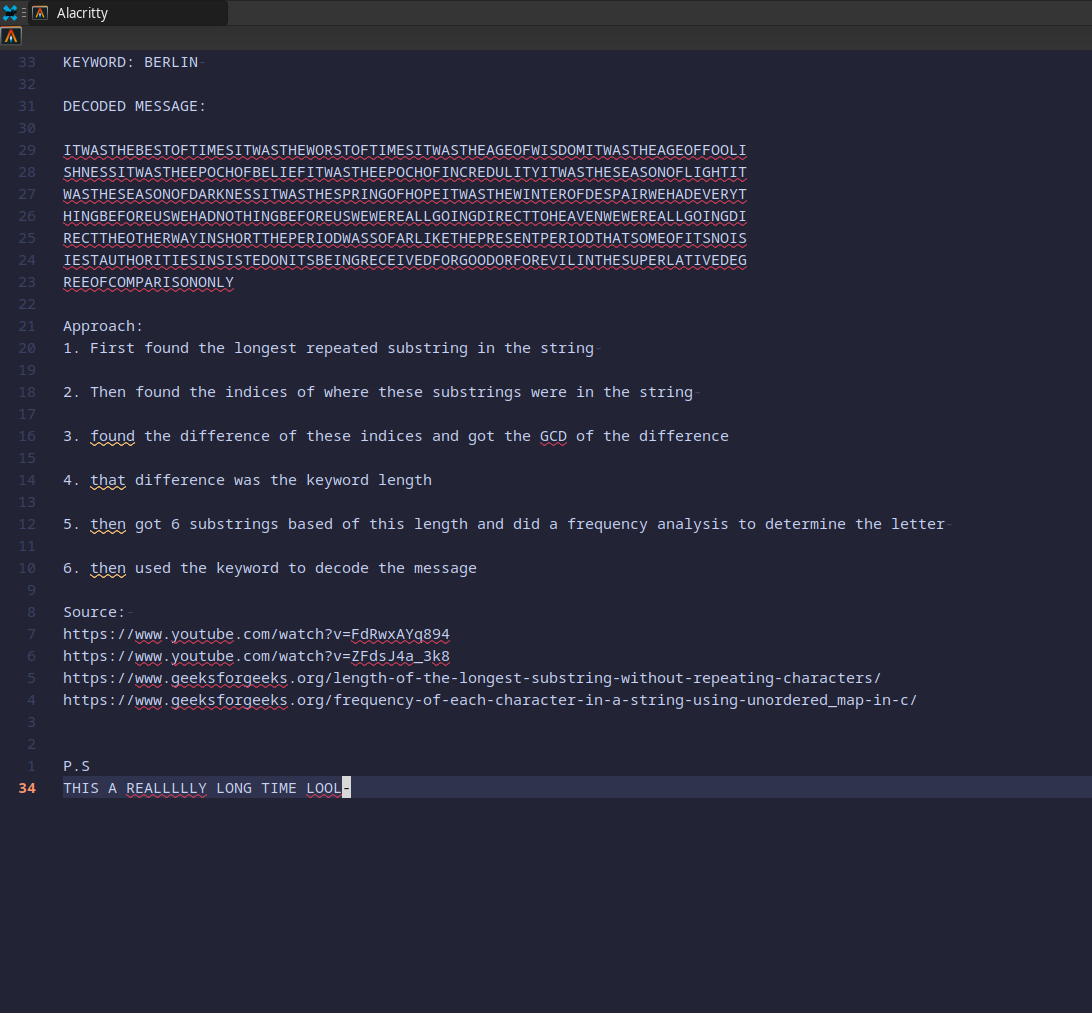 Alacritty
33 KEYWORD: BERLIN-
32
31 DECODED MESSAGE:
30
29 ITWASTHEBESTOFTIMESITWASTHEWORSTOFTIMESITWASTHEAGEOFWISDOMITWASTHEAGEOFFOOLI
28 SHNESSITWASTHEEPOCHOFBELIEFITWASTHEEPOCHOFINCREDULITYITWASTHESEASONOFLIGHTIT
27 WASTHESEASONOFDARKNESSITWASTHESPRINGOFHOPEITWASTHEWINTEROFDESPAIRWEHADEVERYT
26 HINGBEFOREUSWEHADNOTHINGBEFOREUSWEWEREALLGOINGDIRECTTOHEAVENWEWEREALLGOINGDI
25 RECTTHEOTHERWAYINSHORTTHEPERIODWASSOFARLIKETHEPRESENTPERIODTHATSOMEOFITSNOIS
24 IESTAUTHORITIESINSISTEDONITSBEINGRECEIVEDFORGOODORFOREVILINTHESUPERLATIVEDEG
23 REEOFCOMPARISONONLY
22
21 Approach:
20 1. First found the longest repeated substring in the string-
19
18 2. Then found the indices of where these substrings were in the string-
17
16 3. found the difference of these indices and got the GCD of the difference
15
14 4. that difference was the keyword length
13
12 5. then got 6 substrings based of this length and did a frequency analysis to determine the letter-
11
10 6. then used the keyword to decode the message
9
8 Source:-
7 https://www.youtube.com/watch?v=FdRwxAYq894
6 https://www.youtube.com/watch?v=ZFdsJ4a_3k8
5 https://www.geeksforgeeks.org/length-of-the-longest-substring-without-repeating-characters/
4 https://www.geeksforgeeks.org/frequency-of-each-character-in-a-string-using-unordered_map-in-c/
3
2
1 P.S
34 THIS A REALLLLLY LONG TIME LOOL-